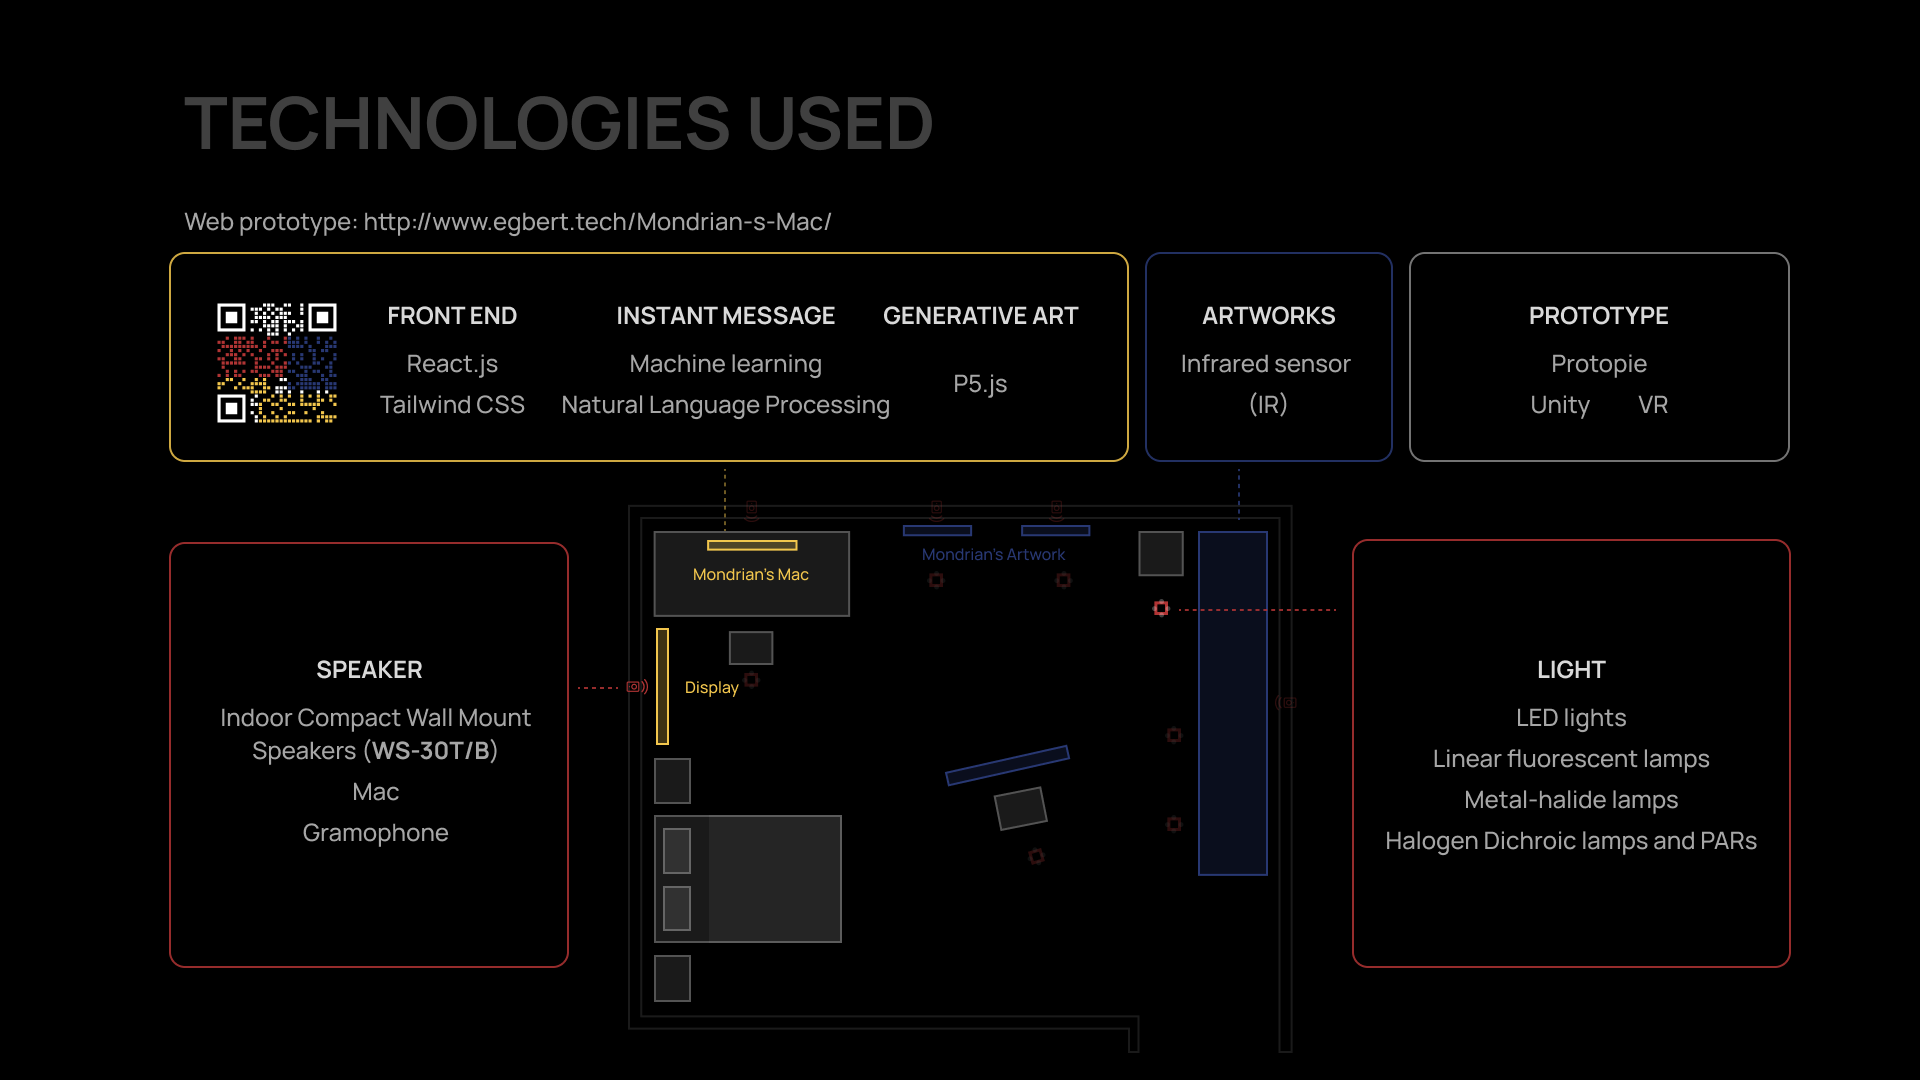 TECHNOLOGIES USED
Web prototype: http://www.egbert.tech/Mondrian-s-Mac/
FRONT END
React.js
Tailwind CSS
INSTANT MESSAGE
Machine learning
Natural Language Processing
GENERATIVE ART
P5.js
ARTWORKS
Infrared sensor
(IR)
PROTOTYPE
Protopie
Unity VR
Mondrian's Mac
Mondrian's Artwork
Display
SPEAKER
Indoor Compact Wall Mount
Speakers (WS-30T/B)
Mac
Gramophone
LIGHT
LED lights
Linear fluorescent lamps
Metal-halide lamps
Halogen Dichroic lamps and PARs